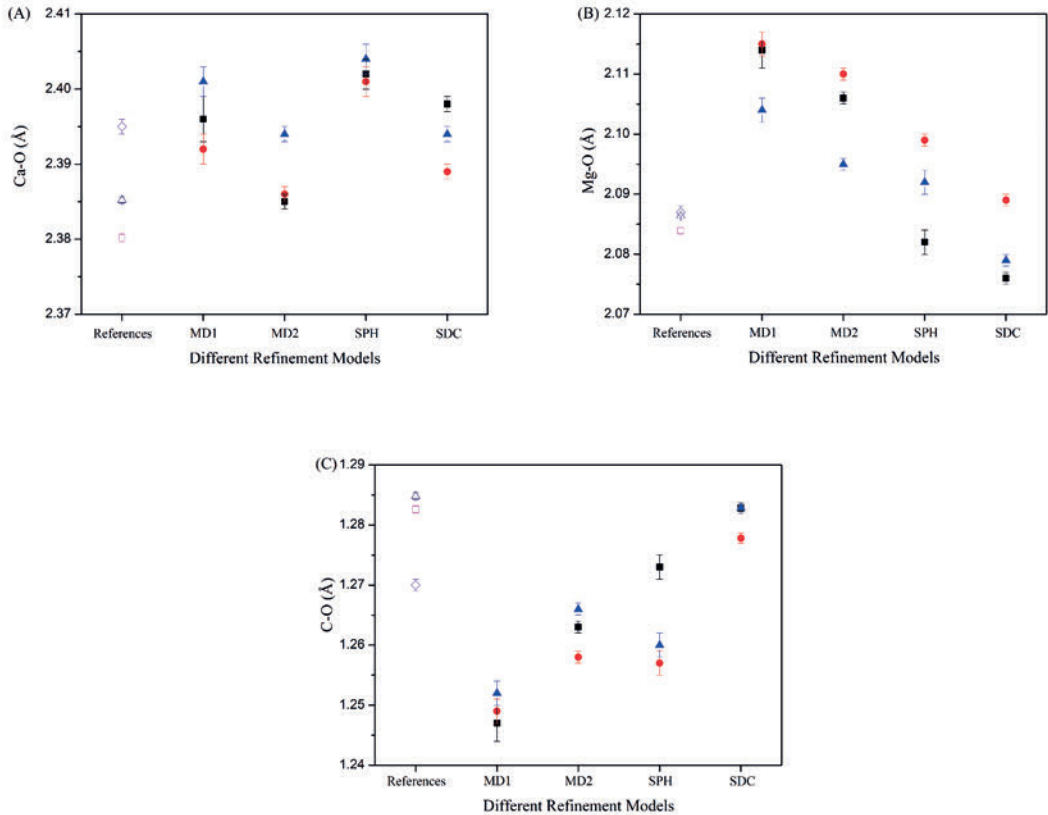 (A)
2.41
2.40
2.39
2.38
2.37
Ca-O (Å)
References MD1 MD2 SPH SDC
Different Refinement Models
(B)
2.12
2.11
2.10
2.09
2.08
2.07
Mg-O (Å)
References MD1 MD2 SPH SDC
Different Refinement Models
(C)
1.29
1.28
1.27
1.26
1.25
1.24
C-O (Å)
References MD1 MD2 SPH SDC
Different Refinement Models